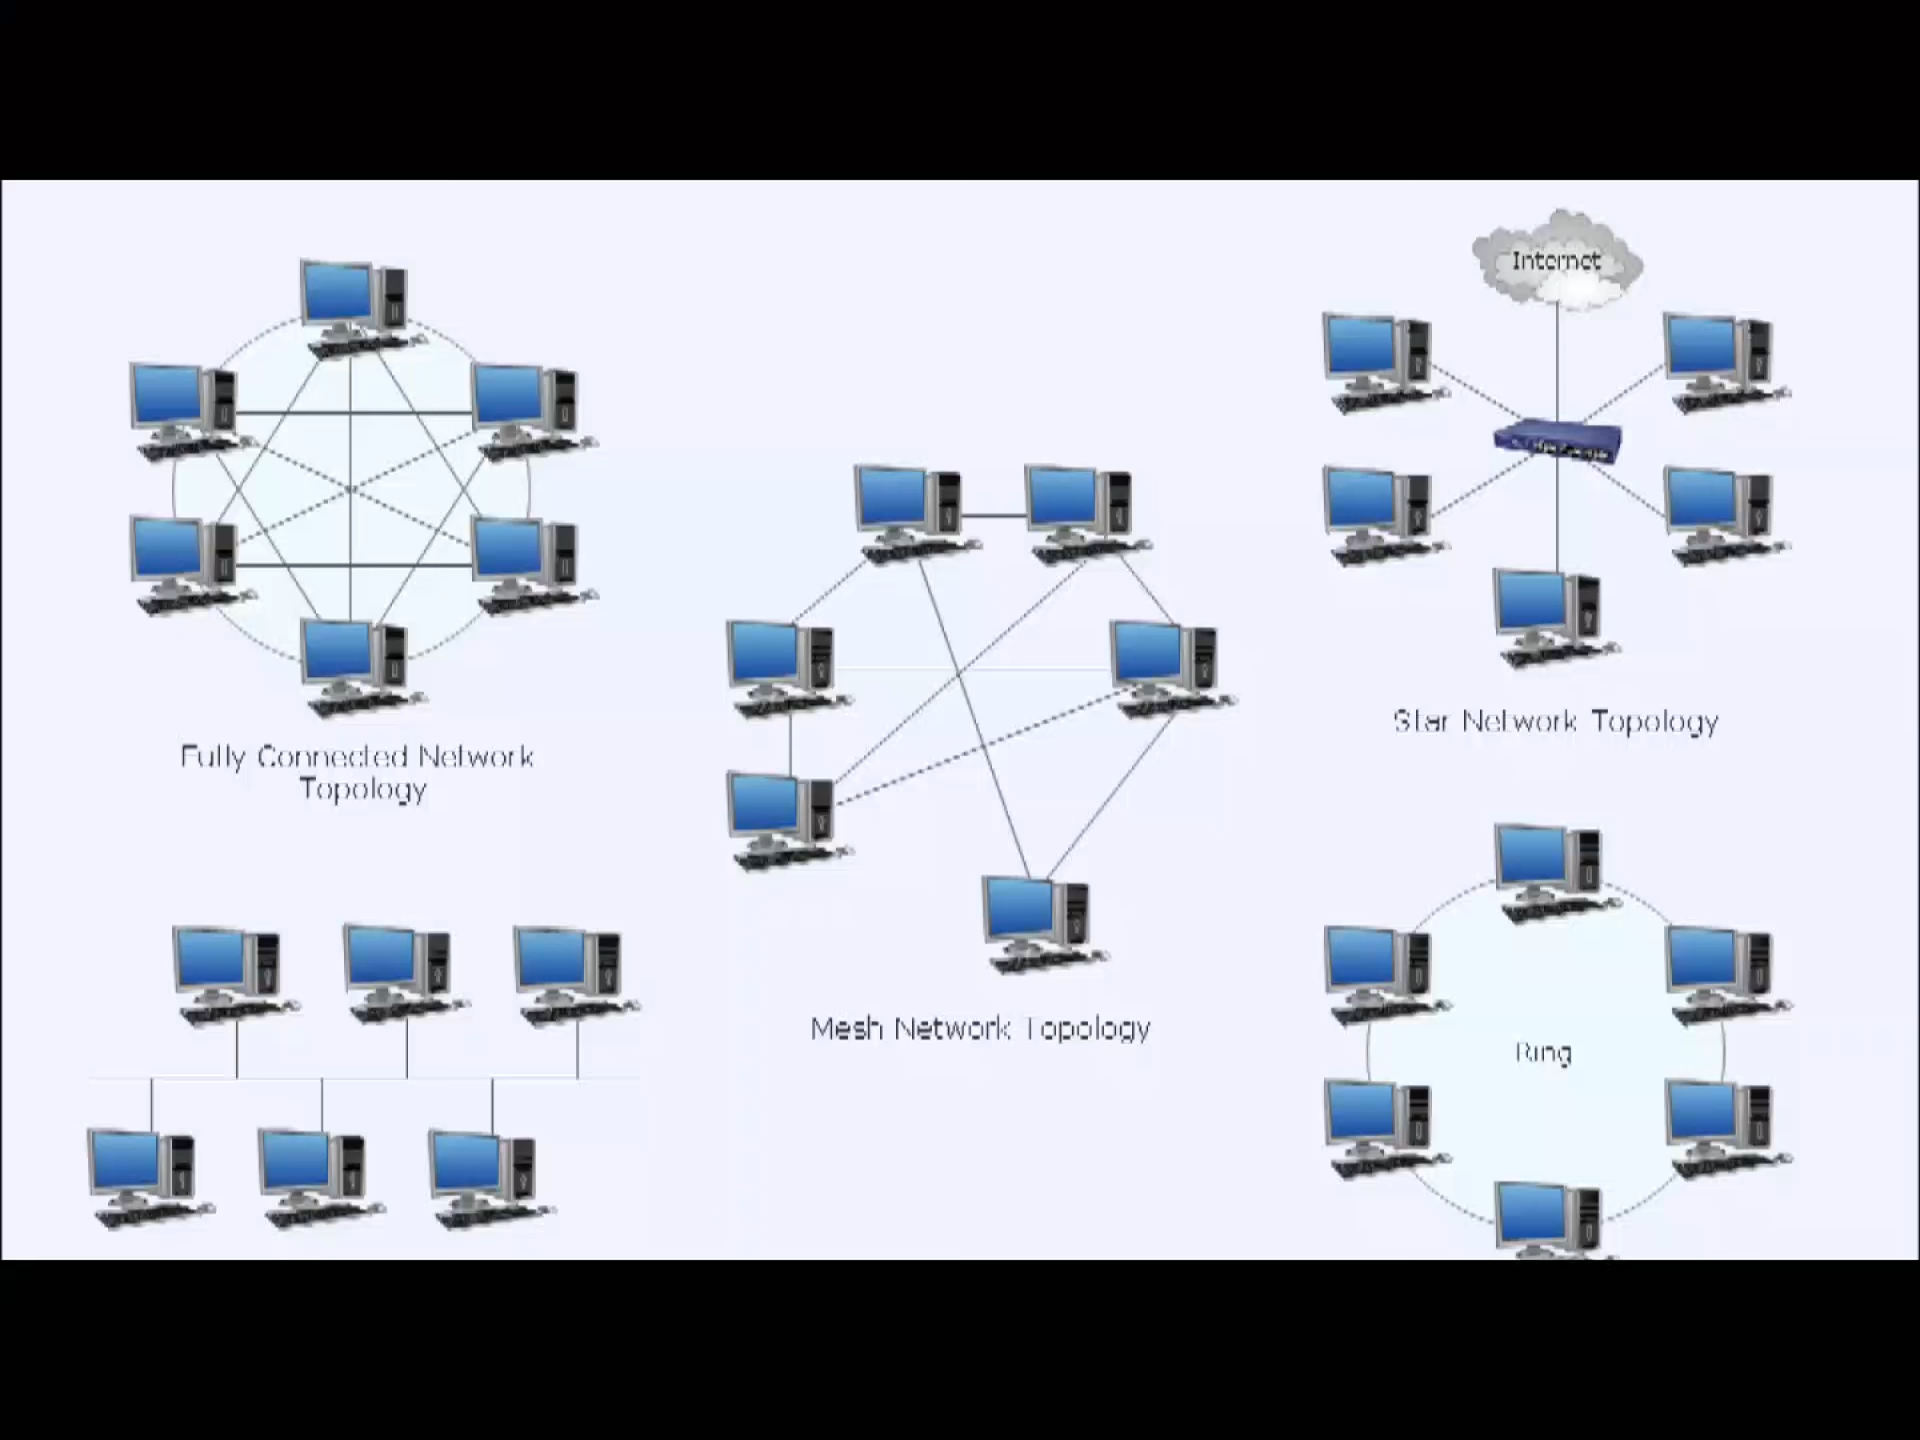 Internet
Star Network Topology
Fully Connected Network
Topology
Mesh Network Topology
Ring